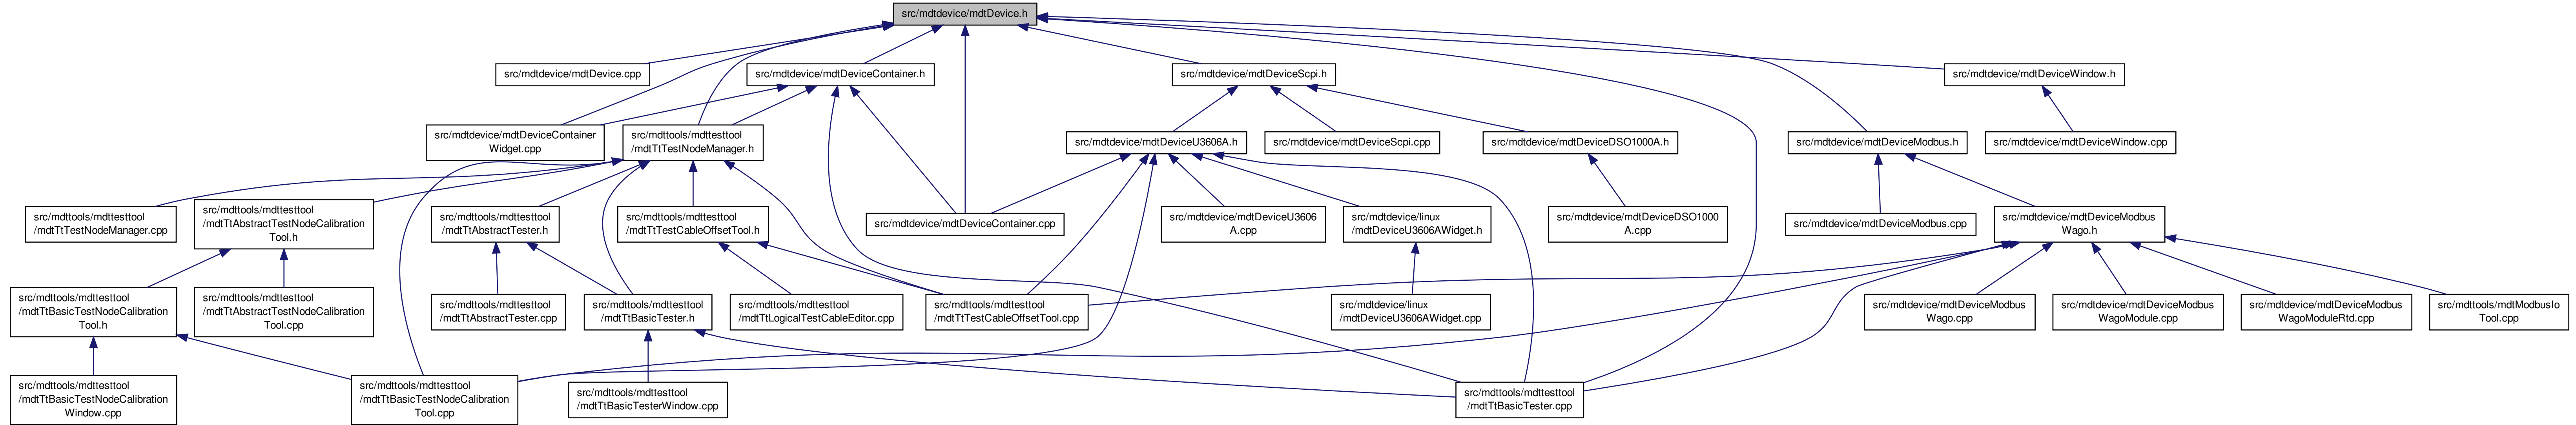 src/mdtdevice/mdtDevice.h
src/mdtdevice/mdtDevice.cpp
src/mdtdevice/mdtDeviceContainer.h
src/mdtdevice/mdtDeviceScpi.h
src/mdtdevice/mdtDeviceWindow.h
src/mdtdevice/mdtDeviceContainer
Widget.cpp
src/mdttools/mdttesttool
/mdtTtTestNodeManager.h
src/mdtdevice/mdtDeviceU3606A.h
src/mdtdevice/mdtDeviceScpi.cpp
src/mdtdevice/mdtDeviceDSO1000A.h
src/mdtdevice/mdtDeviceModbus.h
src/mdtdevice/mdtDeviceWindow.cpp
src/mdttools/mdttesttool
/mdtTtTestNodeManager.cpp
src/mdttools/mdttesttool
/mdtTtAbstractTestNodeCalibration
Tool.h
src/mdttools/mdttesttool
/mdtTtAbstractTester.h
src/mdttools/mdttesttool
/mdtTtTestCableOffsetTool.h
src/mdtdevice/mdtDeviceContainer.cpp
src/mdtdevice/mdtDeviceU3606
A.cpp
src/mdtdevice/linux
/mdtDeviceU3606AWidget.h
src/mdtdevice/mdtDeviceDSO1000
A.cpp
src/mdtdevice/mdtDeviceModbus.cpp
src/mdtdevice/mdtDeviceModbus
Wago.h
src/mdttools/mdttesttool
/mdtTtBasicTestNodeCalibration
Tool.h
src/mdttools/mdttesttool
/mdtTtAbstractTestNodeCalibration
Tool.cpp
src/mdttools/mdttesttool
/mdtTtAbstractTester.cpp
src/mdttools/mdttesttool
/mdtTtBasicTester.h
src/mdttools/mdttesttool
/mdtTtLogicalTestCableEditor.cpp
src/mdttools/mdttesttool
/mdtTtTestCableOffsetTool.cpp
src/mdtdevice/linux
/mdtDeviceU3606AWidget.cpp
src/mdtdevice/mdtDeviceModbus
Wago.cpp
src/mdtdevice/mdtDeviceModbus
WagoModule.cpp
src/mdtdevice/mdtDeviceModbus
WagoModuleRtd.cpp
src/mdttools/mdtModbusIo
Tool.cpp
src/mdttools/mdttesttool
/mdtTtBasicTestNodeCalibration
Window.cpp
src/mdttools/mdttesttool
/mdtTtBasicTestNodeCalibration
Tool.cpp
src/mdttools/mdttesttool
/mdtTtBasicTesterWindow.cpp
src/mdttools/mdttesttool
/mdtTtBasicTester.cpp